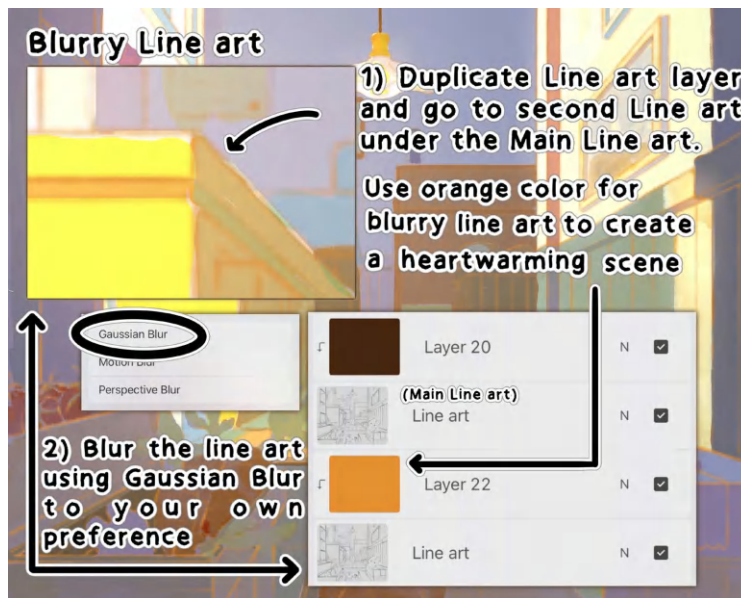 Blurry Line art
1) Duplicate Line art layer
and go to second Line art
under the Main Line art.
Use orange color for
blurry line art to create
a heartwarming scene
Gaussian Blur
Motion Blur
Perspective Blur
2) Blur the line art
using Gaussian Blur
to your own
preference
Layer 20 N
(Main Line art)
Line art N
Layer 22 N
Line art N